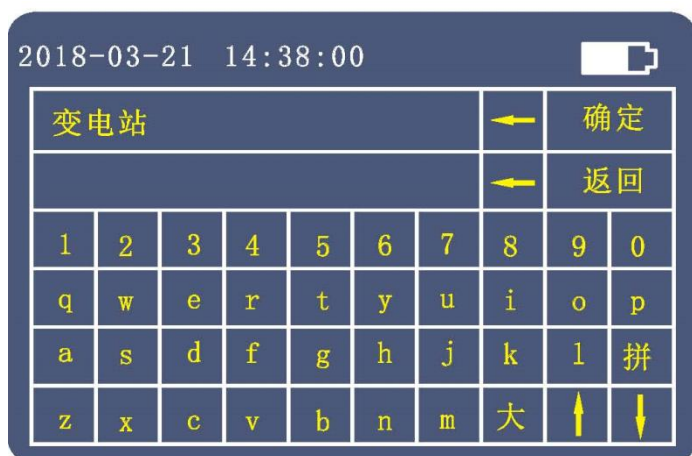 2018-03-21 14:38:00
变电站 ← 确定
← 返回
1 2 3 4 5 6 7 8 9 0
q w e r t y u i o p
a s d f g h j k l 拼
z x c v b n m 大 ↑ ↓